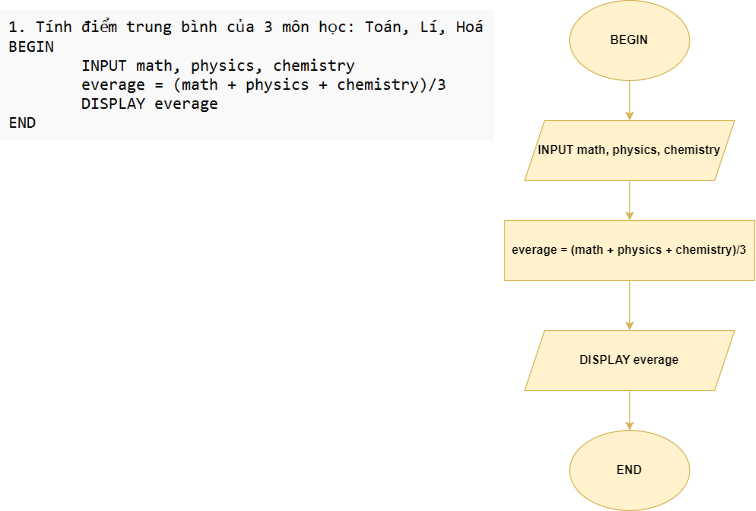 1. Tính điểm trung bình của 3 môn học: Toán, Lí, Hoá
BEGIN
INPUT math, physics, chemistry
everage = (math + physics + chemistry)/3
DISPLAY everage
END
BEGIN
INPUT math, physics, chemistry
everage = (math + physics + chemistry)/3
DISPLAY everage
END